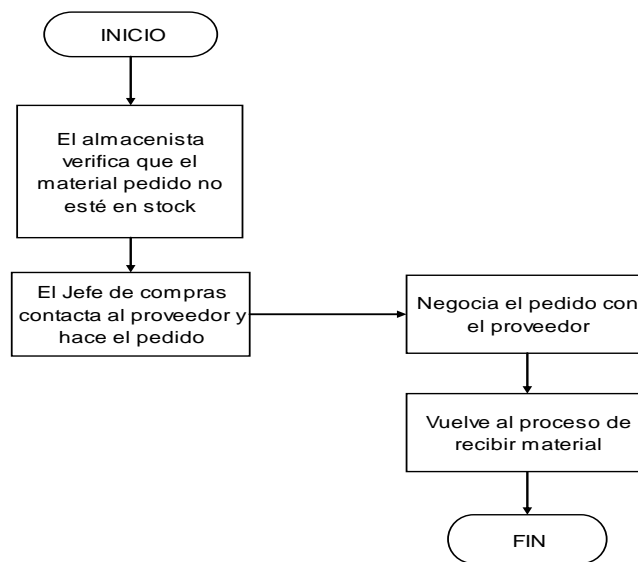 INICIO
El almacenista
verifica que el
material pedido no
esté en stock
El Jefe de compras
contacta al proveedor y
hace el pedido
Negocia el pedido con
el proveedor
Vuelve al proceso de
recibir material
FIN